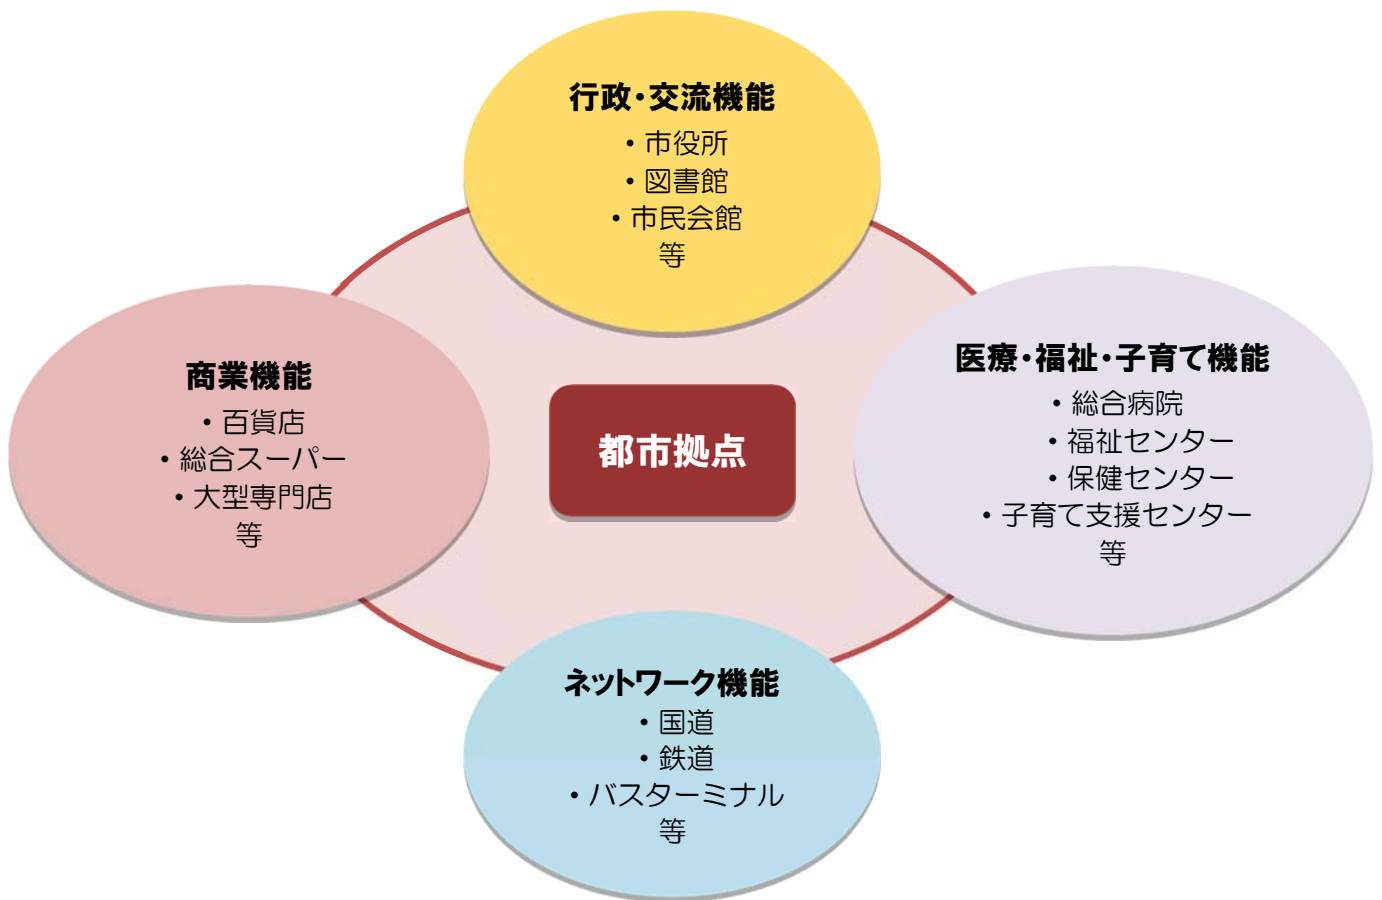 行政・交流機能
・市役所
・図書館
・市民会館
等
商業機能
・百貨店
・総合スーパー
・大型専門店
等
都市拠点
医療・福祉・子育て機能
・総合病院
・福祉センター
・保健センター
・子育て支援センター
等
ネットワーク機能
・国道
・鉄道
・バスターミナル
等